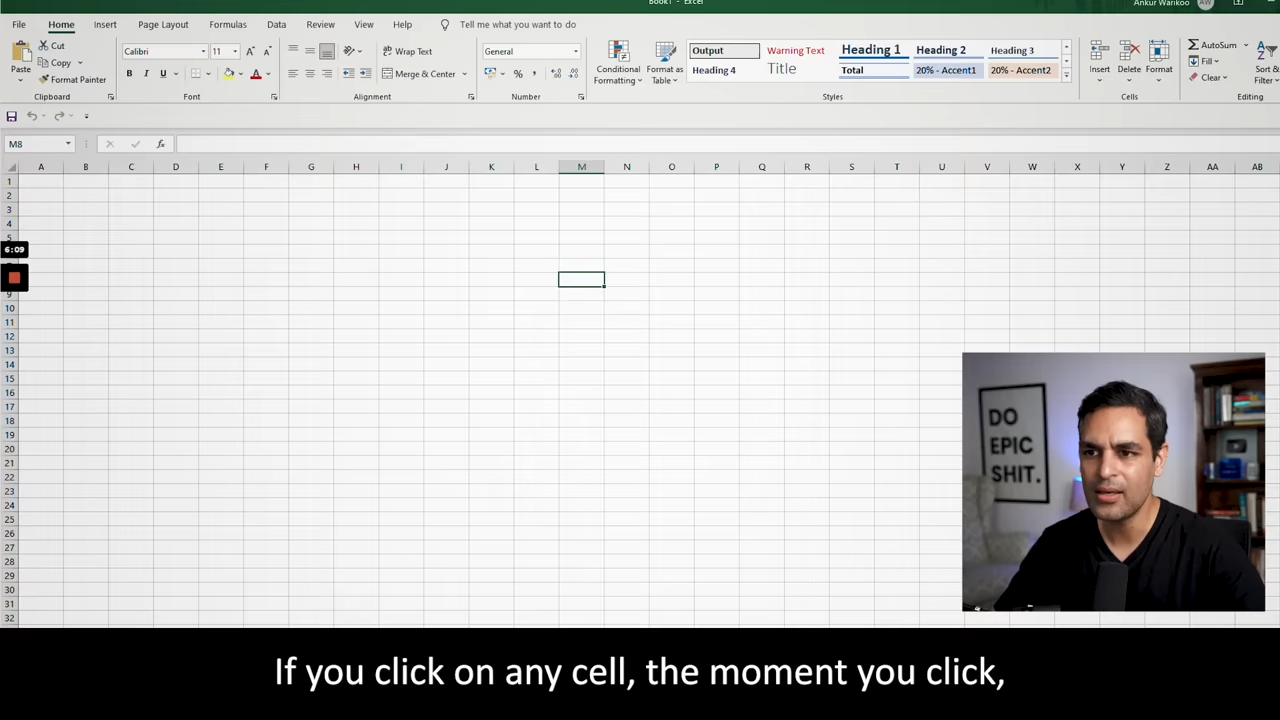 Book1 - Excel
Ankur Warikoo AW
File Home Insert Page Layout Formulas Data Review View Help Tell me what you want to do
Paste Cut Copy Format Painter
Clipboard
Calibri 11
B I U
Font
Wrap Text
Merge & Center
Alignment
General
% ,
Number
Conditional Formatting Format as Table
Output Warning Text Heading 1 Heading 2 Heading 3
Heading 4 Title Total 20% - Accent1 20% - Accent2
Styles
Insert Delete Format
Cells
AutoSum
Fill
Clear
Sort & Filter
Editing
M8 fx
A B C D E F G H I J K L M N O P Q R S T U V W X Y Z AA AB
1
2
3
4
5
6:09
9
10
11
12
13
14
15
16
17
18
19
20
21
22
23
24
25
26
27
28
29
30
31
32
DO
EPIC
SHIT.
If you click on any cell, the moment you click,